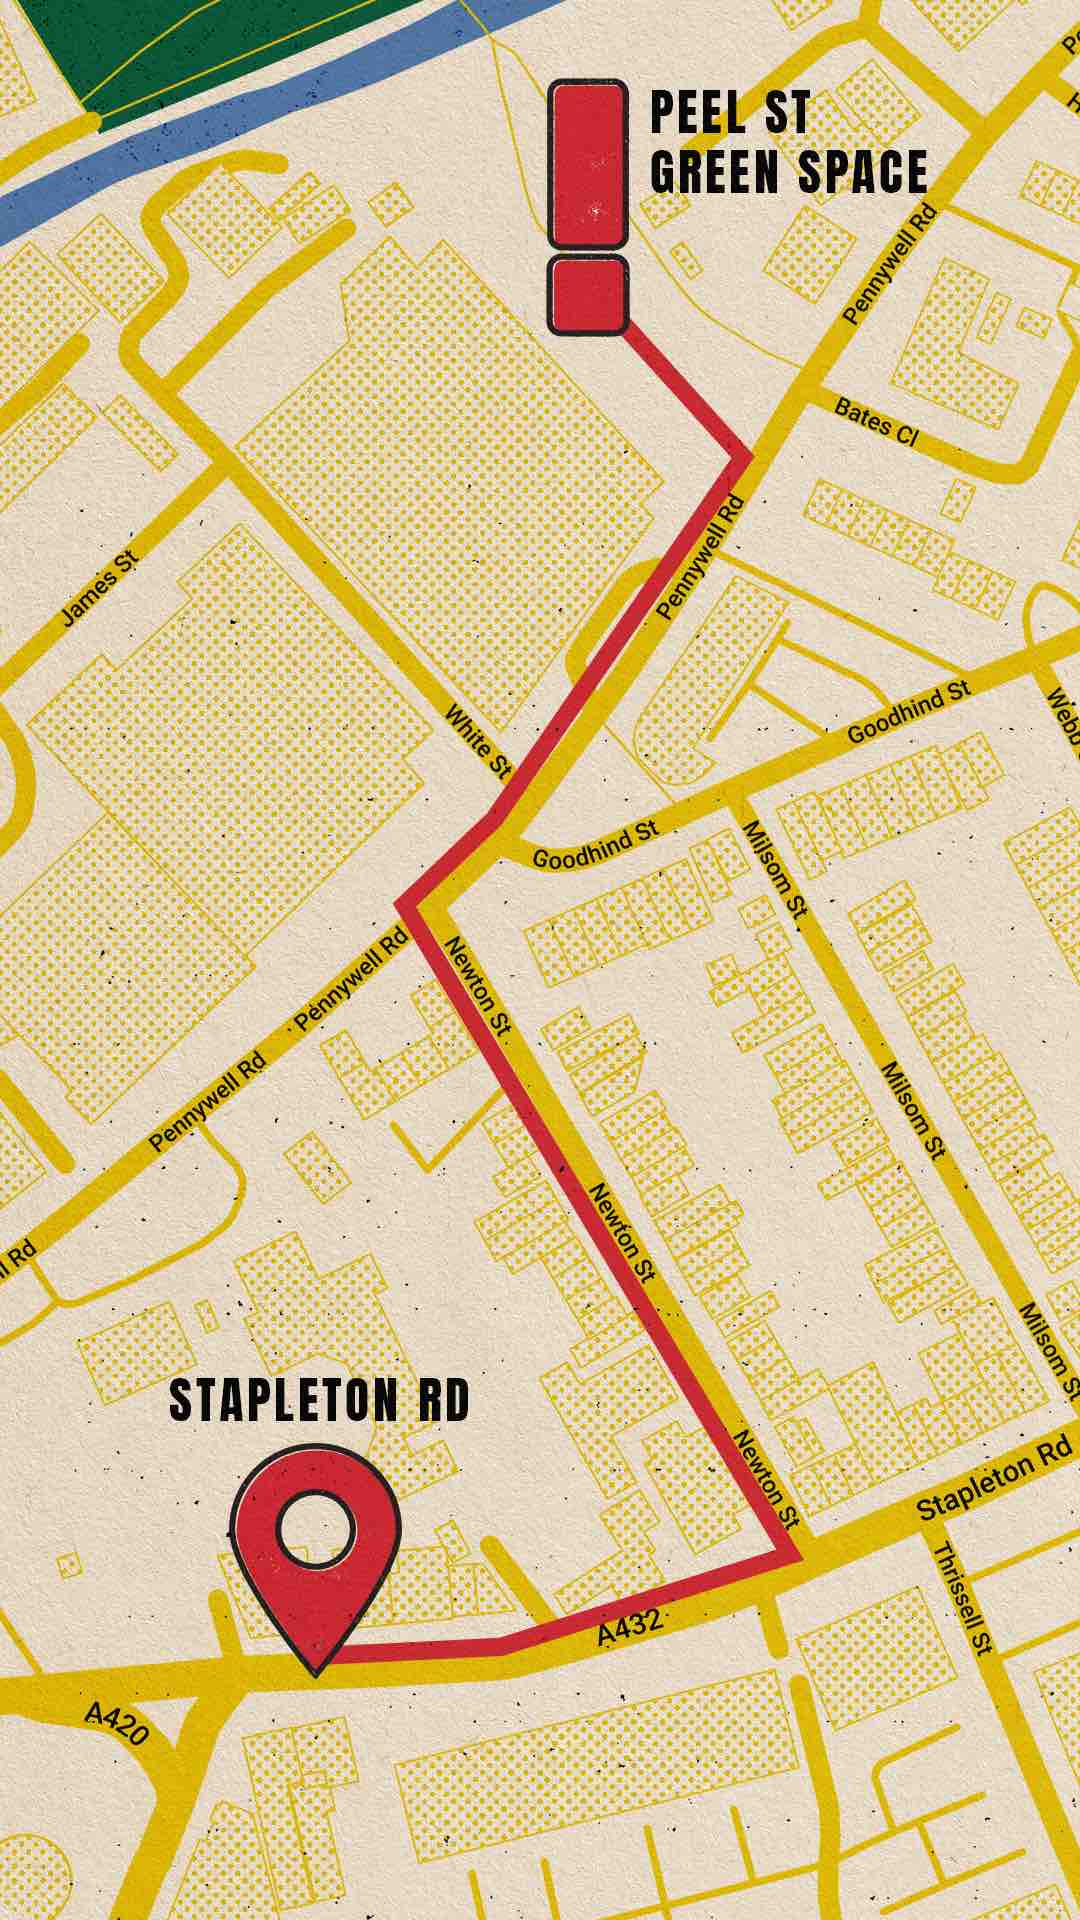 PEEL ST
GREEN SPACE
Pennywell Rd
Bates Cl
Pennywell Rd
James St
Goodhind St
White St
Goodhind St
Milsom St
Pennywell Rd
Newton St
Pennywell Rd
Milsom St
Newton St
Rd
Milsom St
STAPLETON RD
Newton St
Stapleton Rd
Thrissell St
A432
A420